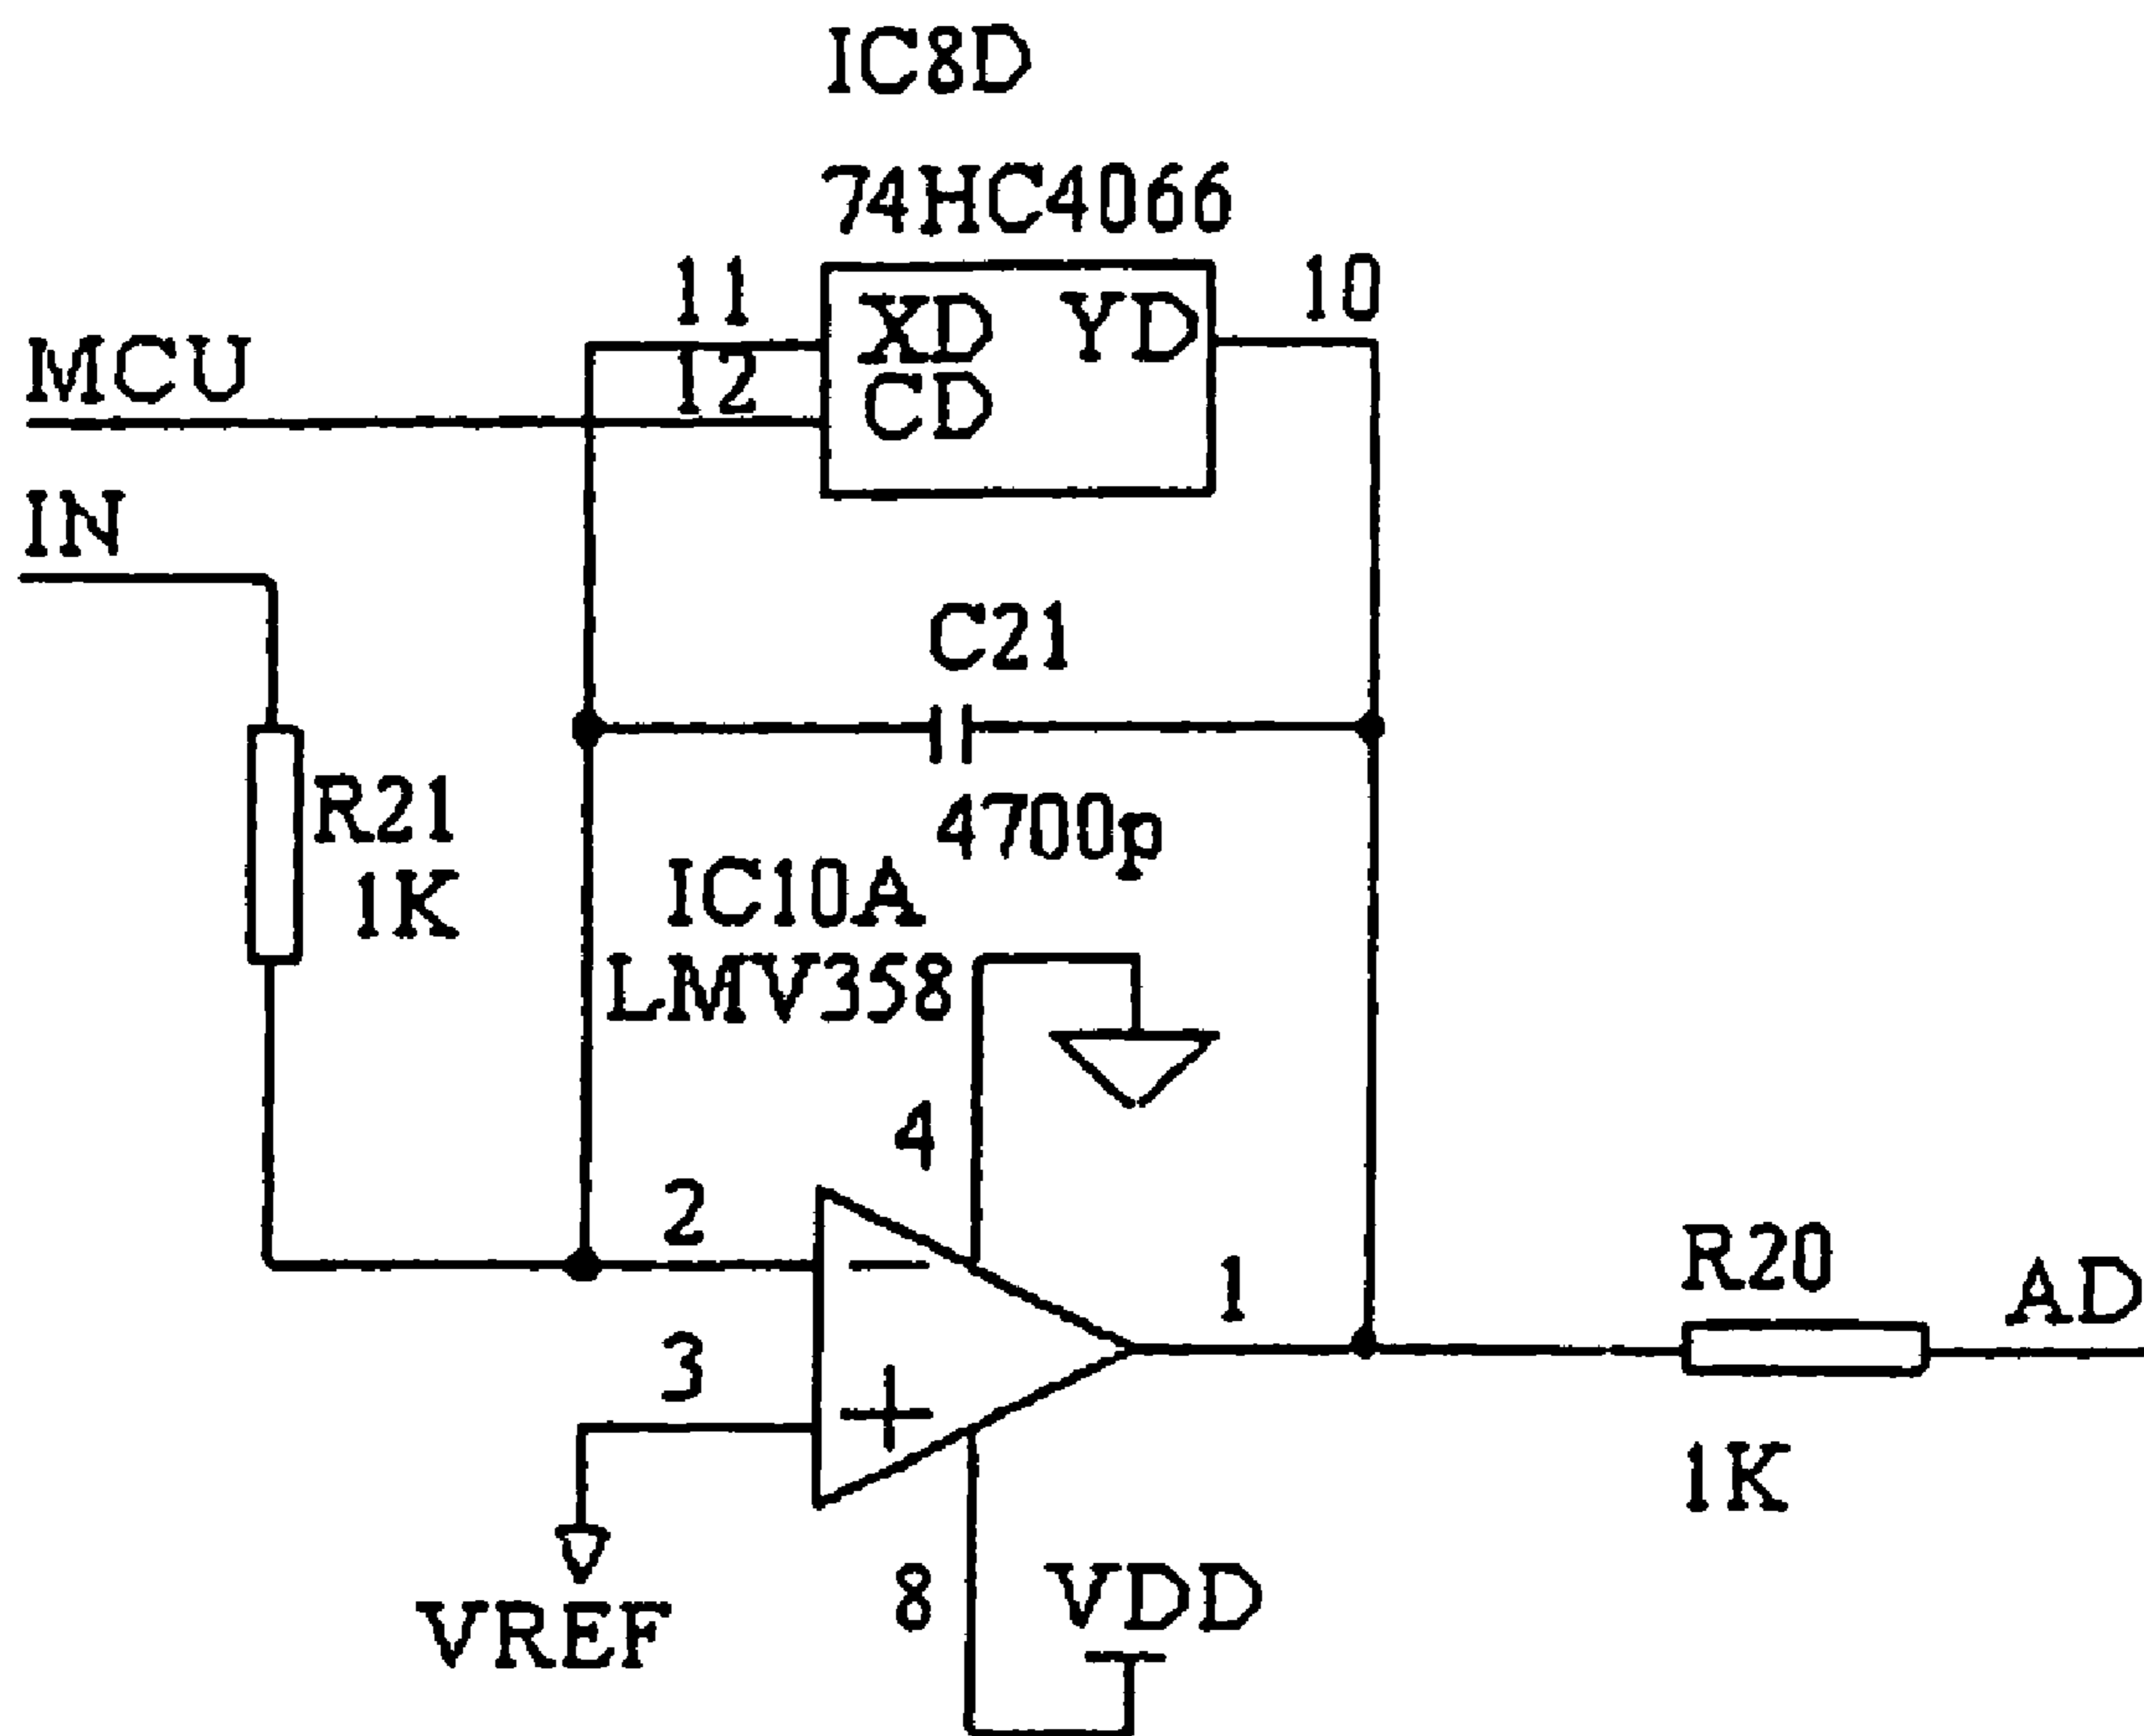 IC8D
74HC4066
11
10
XD YD
MCU
12
CD
IN
C21
R21
4700p
1K
IC10A
LMV358
4
2
1
R20
AD
3
1K
8
VDD
VREF